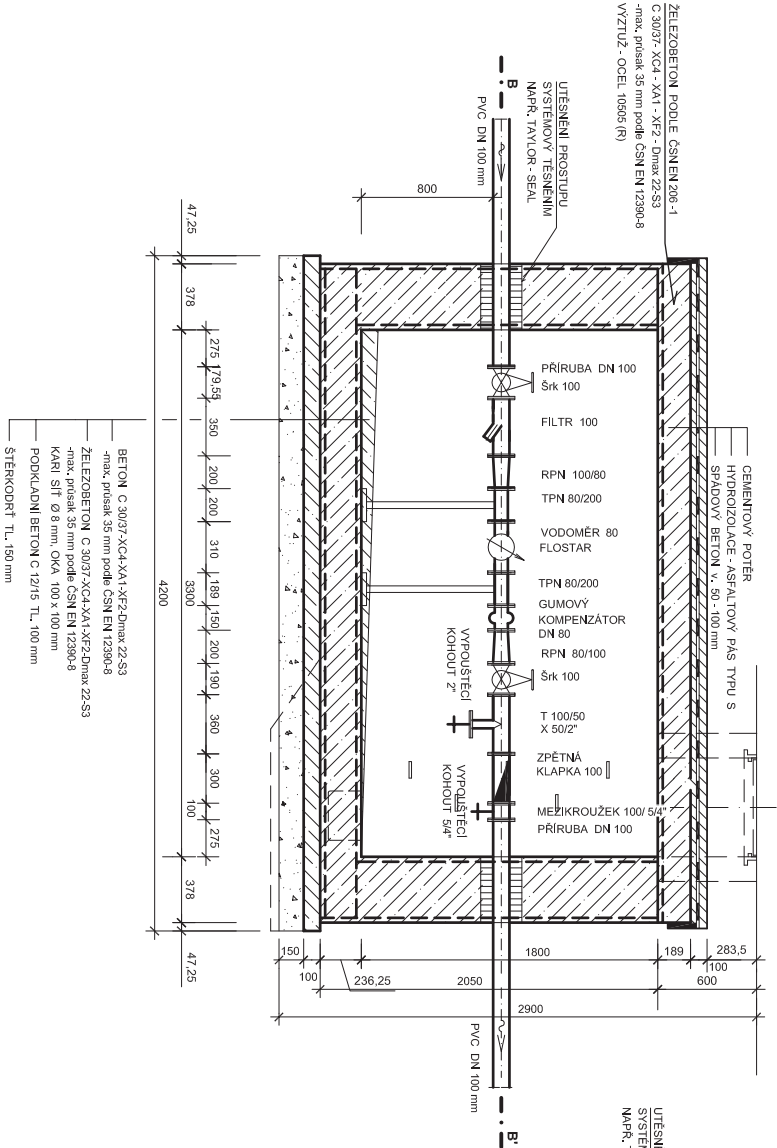 ŽELEZOBETON PODLE ČSN EN 206 -1
C 30/37- XC4 - XA1 - XF2 - Dmax 22-S3
-max. průsak 35 mm podle ČSN EN 12390-8
VÝZTUŽ - OCEL 10505 (R)
B
UTĚSNĚNÍ PROSTUPU
SYSTÉMOVÝ TĚSNĚNÍM
NAPŘ. TAYLOR - SEAL
PVC DN 100 mm
800
CEMENTOVÝ POTĚR
HYDROIZOLACE - ASFALTOVÝ PÁS TYPU S
SPÁDOVÝ BETON v. 50 - 100 mm
PŘÍRUBA DN 100
Šrk 100
FILTR 100
RPN 100/80
TPN 80/200
VODOMĚR 80
FLOSTAR
TPN 80/200
GUMOVÝ
KOMPENZÁTOR
DN 80
RPN 80/100
Šrk 100
T 100/50
X 50/2"
ZPĚTNÁ
KLAPKA 100
MEZIKROUŽEK 100/ 5/4"
PŘÍRUBA DN 100
VYPOUŠTĚCÍ
KOHOUT 2"
VYPOUŠTĚCÍ
KOHOUT 5/4"
47,25
378
275
179,55
350
200
200
310
189
150
200
190
360
300
100
275
378
47,25
3300
4200
BETON C 30/37-XC4-XA1-XF2-Dmax 22-S3
-max. průsak 35 mm podle ČSN EN 12390-8
ŽELEZOBETON C 30/37-XC4-XA1-XF2-Dmax 22-S3
-max. průsak 35 mm podle ČSN EN 12390-8
KARI SÍŤ Ø 8 mm, OKA 100 x 100 mm
PODKLADNÍ BETON C 12/15 TL. 100 mm
ŠTĚRKODRŤ TL. 150 mm
150
100
236,25
1800
189
100
283,5
2050
600
2900
PVC DN 100 mm
B'
UTĚSNĚ
SYSTÉM
NAPŘ. T